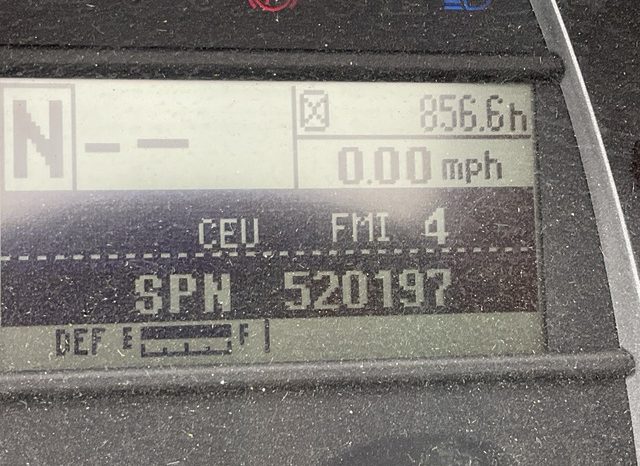 N -- 856.6h
0.00 mph
CEU FMI 4
SPN 520197
DEF E F